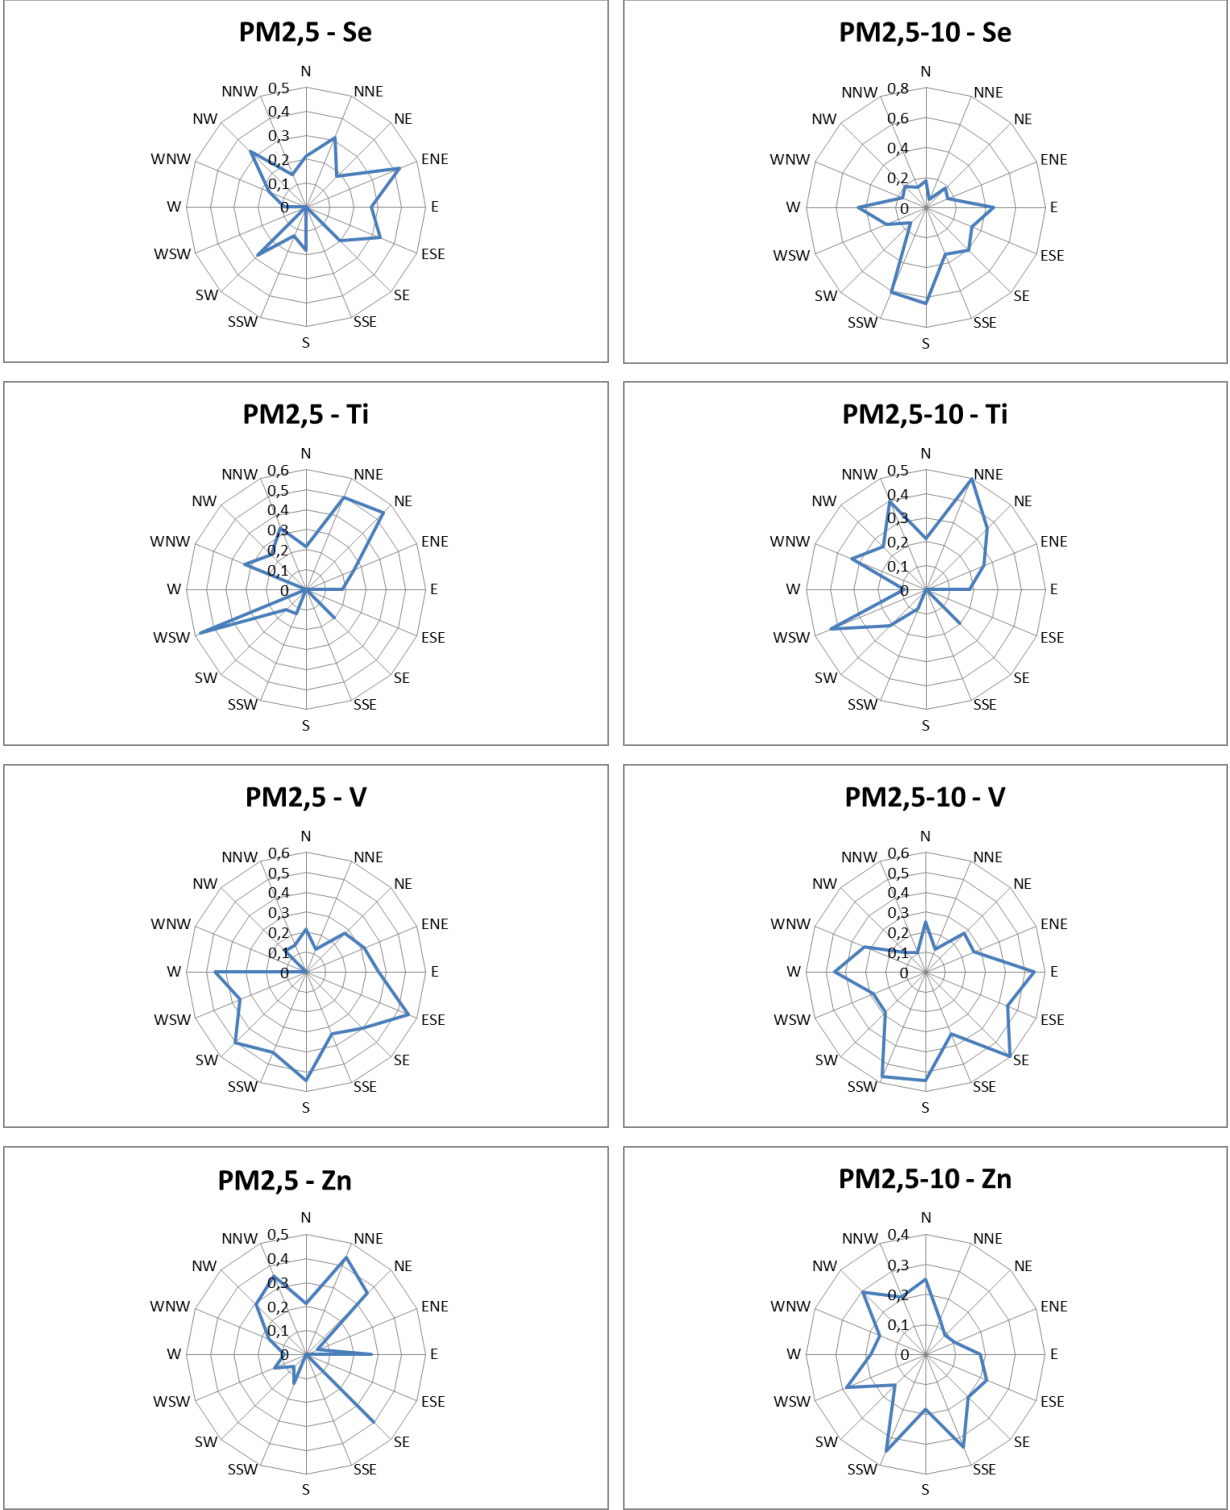 PM2,5 - Se
N
NNE
NE
ENE
E
ESE
SE
SSE
S
SSW
SW
WSW
W
WNW
NW
NNW
0,5
0,4
0,3
0,2
0,1
0
PM2,5-10 - Se
N
NNE
NE
ENE
E
ESE
SE
SSE
S
SSW
SW
WSW
W
WNW
NW
NNW
0,8
0,6
0,4
0,2
0
PM2,5 - Ti
N
NNE
NE
ENE
E
ESE
SE
SSE
S
SSW
SW
WSW
W
WNW
NW
NNW
0,6
0,5
0,4
0,3
0,2
0,1
0
PM2,5-10 - Ti
N
NNE
NE
ENE
E
ESE
SE
SSE
S
SSW
SW
WSW
W
WNW
NW
NNW
0,5
0,4
0,3
0,2
0,1
0
PM2,5 - V
N
NNE
NE
ENE
E
ESE
SE
SSE
S
SSW
SW
WSW
W
WNW
NW
NNW
0,6
0,5
0,4
0,3
0,2
0,1
0
PM2,5-10 - V
N
NNE
NE
ENE
E
ESE
SE
SSE
S
SSW
SW
WSW
W
WNW
NW
NNW
0,6
0,5
0,4
0,3
0,2
0,1
0
PM2,5 - Zn
N
NNE
NE
ENE
E
ESE
SE
SSE
S
SSW
SW
WSW
W
WNW
NW
NNW
0,5
0,4
0,3
0,2
0,1
0
PM2,5-10 - Zn
N
NNE
NE
ENE
E
ESE
SE
SSE
S
SSW
SW
WSW
W
WNW
NW
NNW
0,4
0,3
0,2
0,1
0